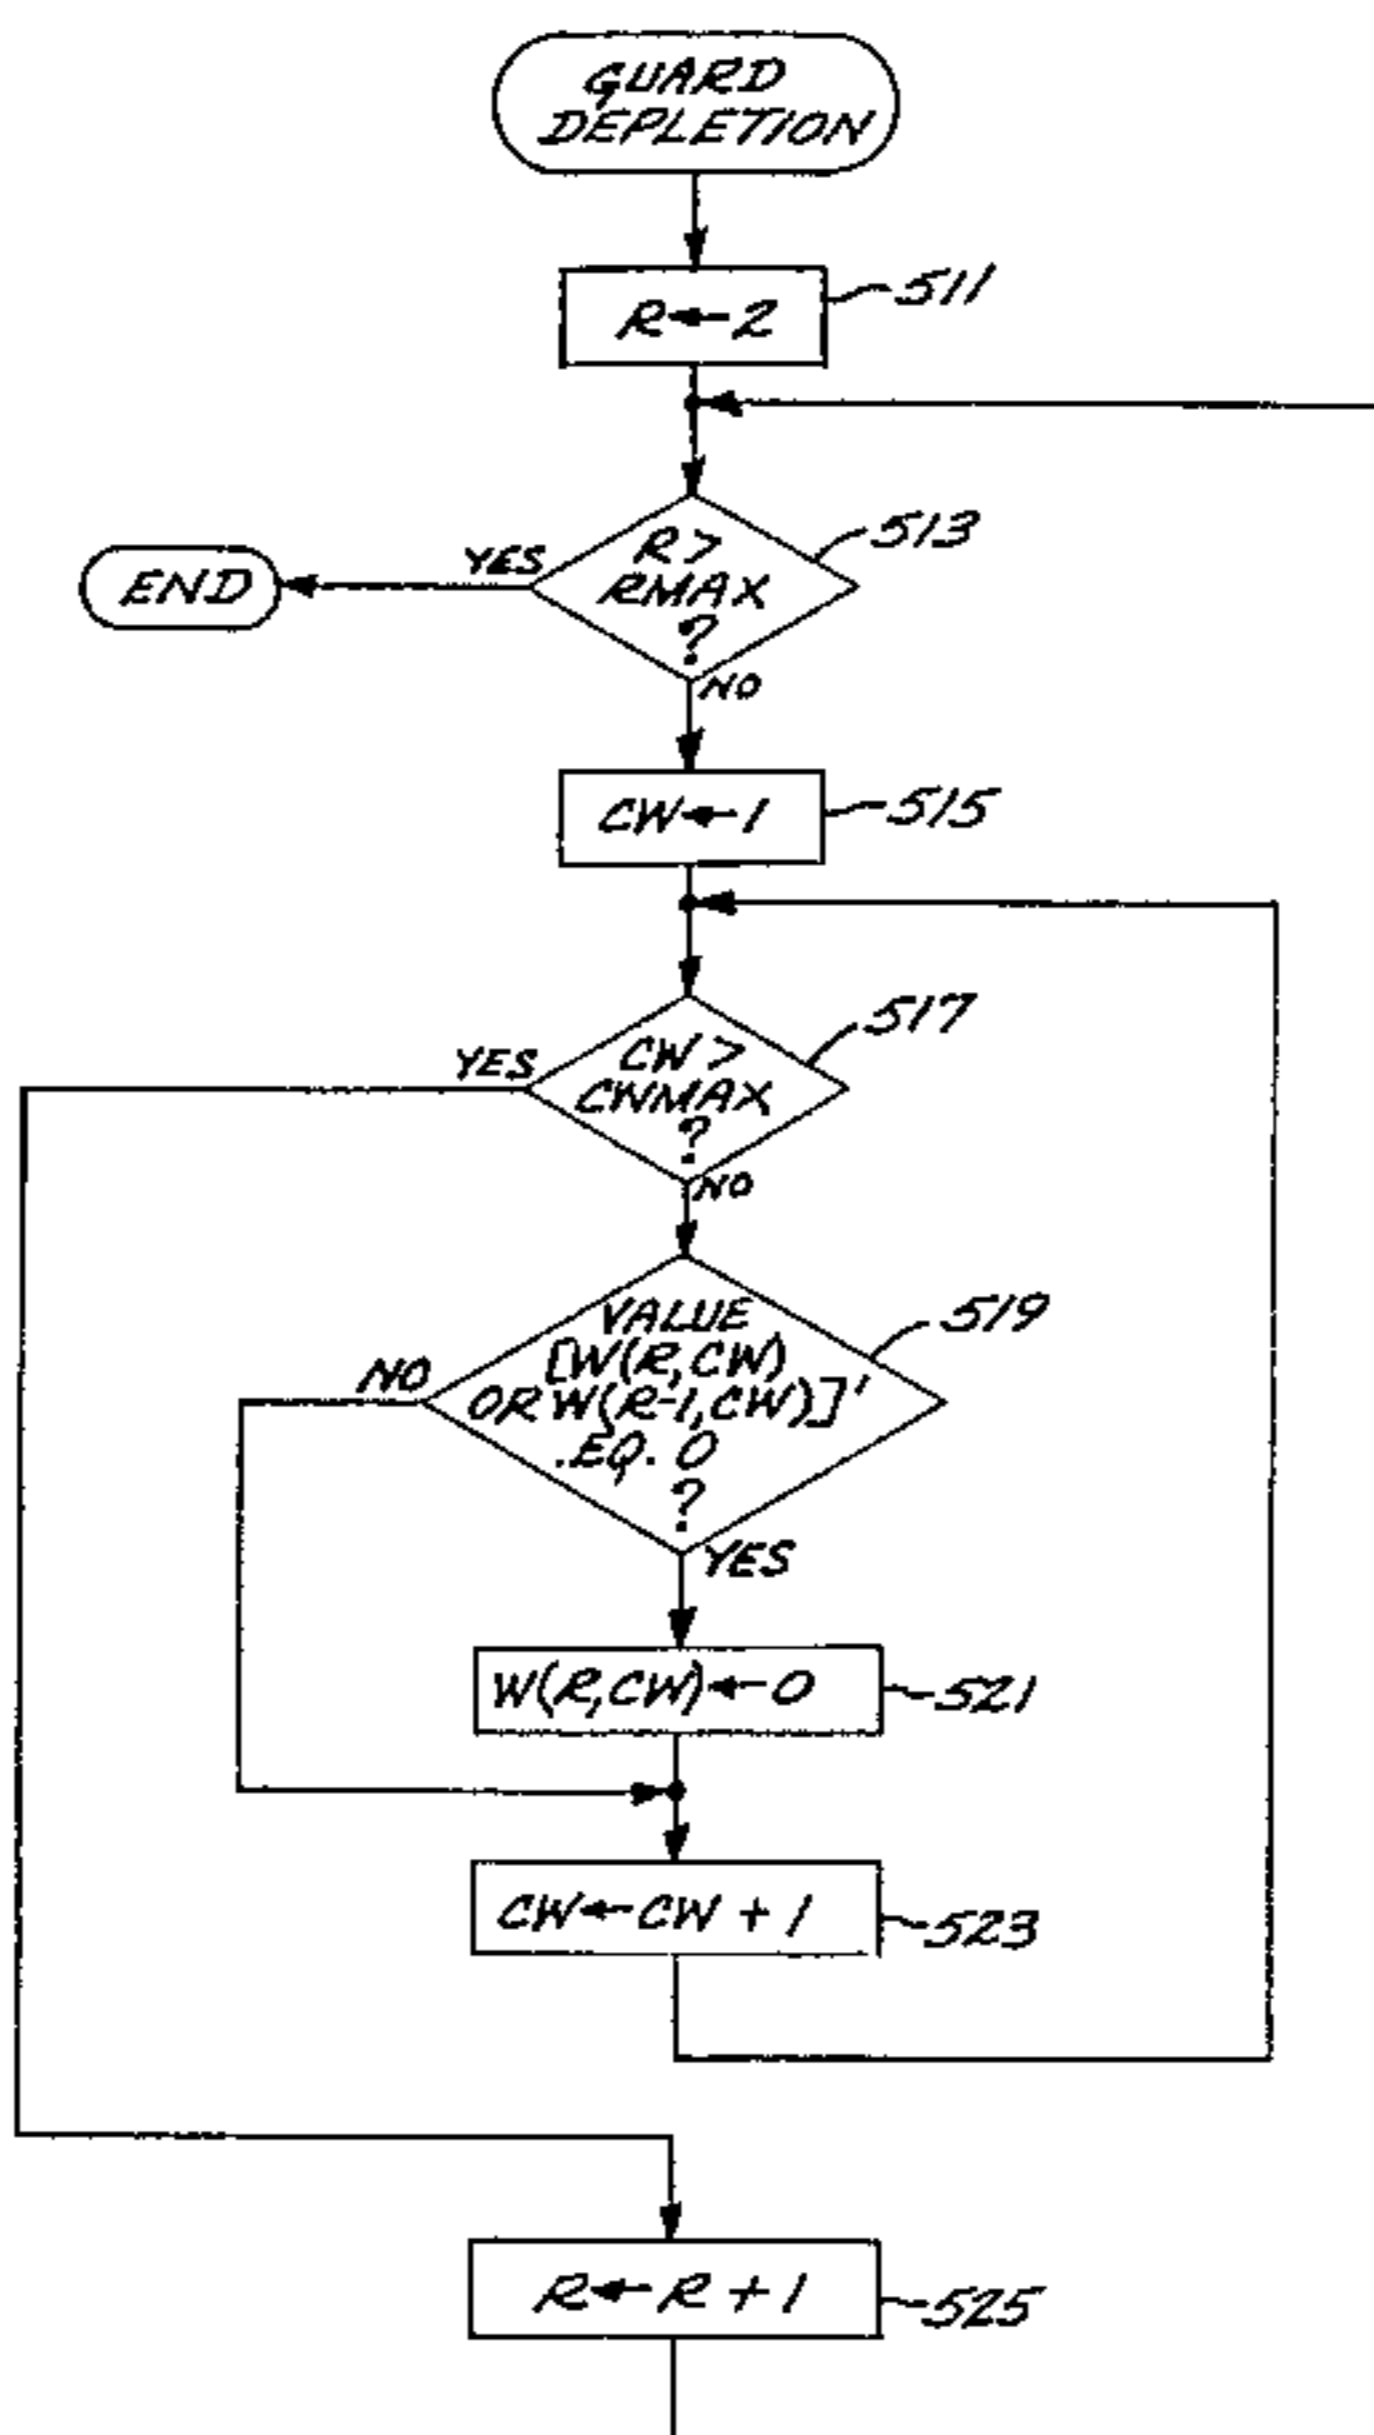 GUARD
DEPLETION
R←2
511
R>
RMAX
?
513
YES
END
NO
CW←1
515
CW>
CWMAX
?
517
YES
NO
VALUE
[W(R,CW)
OR W(R-1,CW)]'
.EQ. 0
?
519
NO
YES
W(R,CW)←0
521
CW←CW+1
523
R←R+1
525